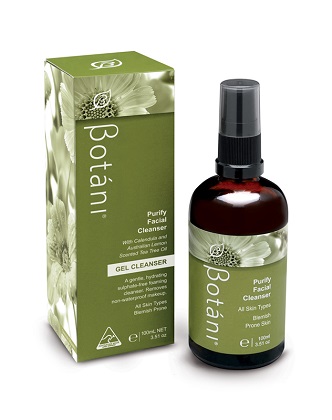 Botáni®
Purify
Facial
Cleanser
With Calendula and
Australian Lemon
Scented Tea Tree Oil
GEL CLEANSER
A gentle, hydrating
sulphate-free foaming
cleanser. Removes
non-waterproof makeup.
All Skin Types
Blemish Prone
e 100mL NET
3.51 oz
Botáni®
Purify
Facial
Cleanser
All Skin Types
Blemish
Prone Skin
e 100ml
3.51 oz